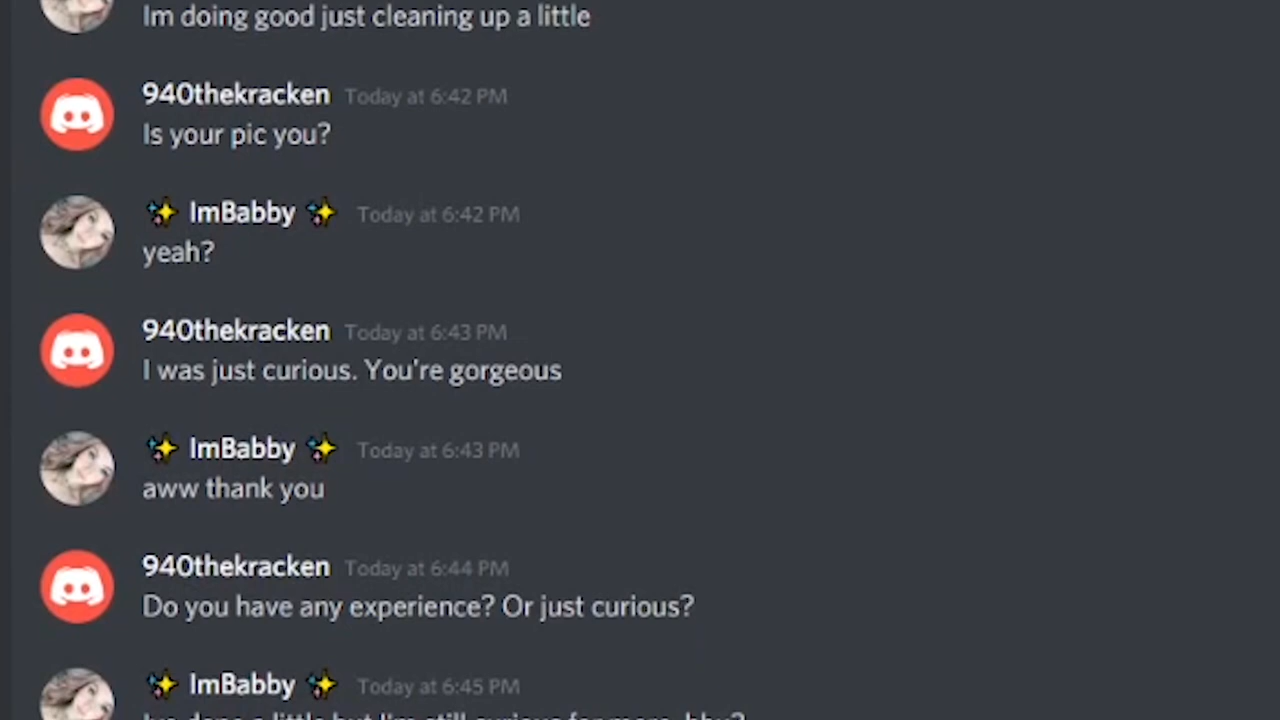 Im doing good just cleaning up a little
940thekracken Today at 6:42 PM
Is your pic you?
✨ ImBabby ✨ Today at 6:42 PM
yeah?
940thekracken Today at 6:43 PM
I was just curious. You're gorgeous
✨ ImBabby ✨ Today at 6:43 PM
aww thank you
940thekracken Today at 6:44 PM
Do you have any experience? Or just curious?
✨ ImBabby ✨ Today at 6:45 PM